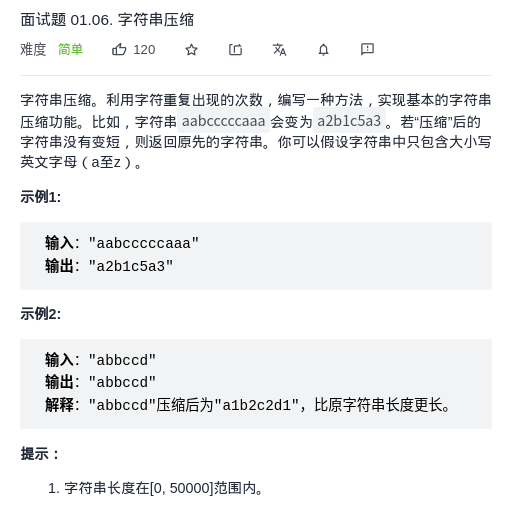 面试题 01.06. 字符串压缩
难度 简单 120
字符串压缩。利用字符重复出现的次数，编写一种方法，实现基本的字符串
压缩功能。比如，字符串 aabcccccaaa 会变为 a2b1c5a3 。若“压缩”后的
字符串没有变短，则返回原先的字符串。你可以假设字符串中只包含大小写
英文字母（a至z）。
示例1:
输入："aabcccccaaa"
输出："a2b1c5a3"
示例2:
输入："abbccd"
输出："abbccd"
解释："abbccd"压缩后为"a1b2c2d1"，比原字符串长度更长。
提示：
1. 字符串长度在[0, 50000]范围内。